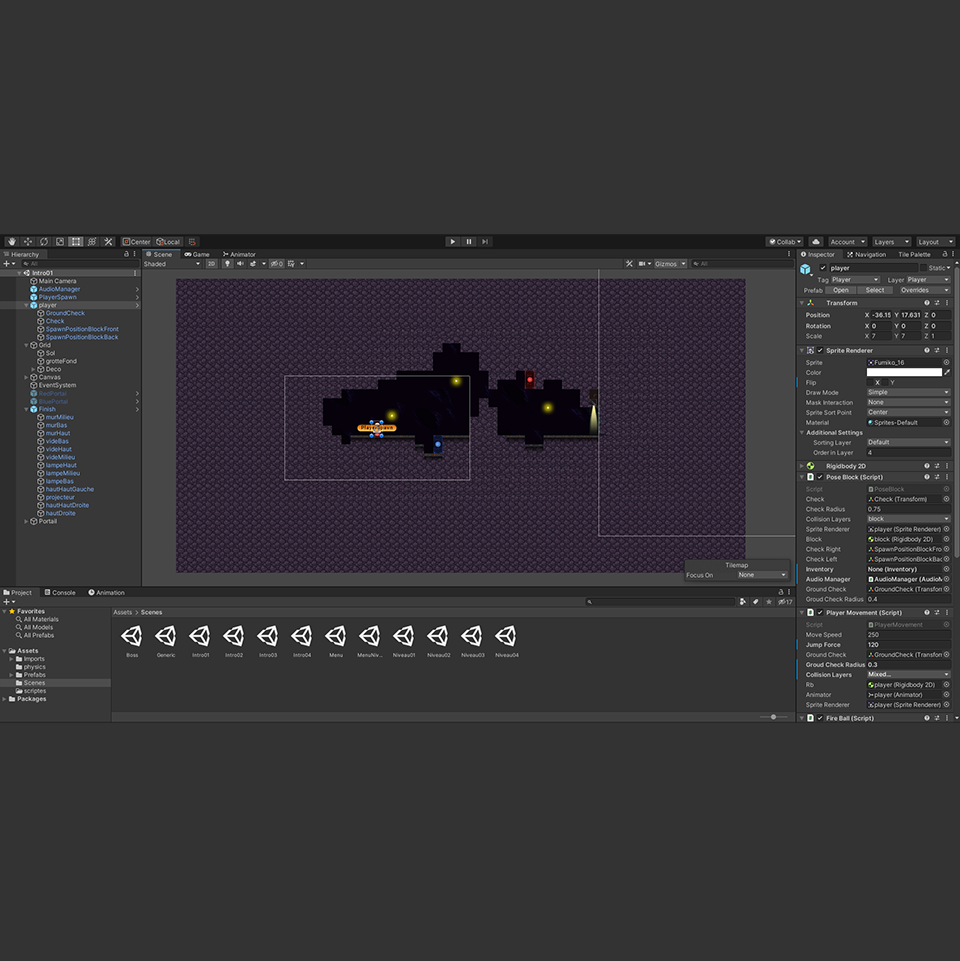 Center Local Collab Account Layers Layout
Hierarchy
All
Intro01
Main Camera
AudioManager
PlayerSpawn
player
GroundCheck
Check
SpawnPositionBlockFront
SpawnPositionBlockBack
Grid
Sol
grotteFond
Deco
Canvas
EventSystem
RedPortal
BluePortal
Finish
murMilieu
murBas
murHaut
videBas
videHaut
videMilieu
lampeHaut
lampeMilieu
lampeBas
hautHautGauche
projecteur
hautHautDroite
hautDroite
Portail
Scene Game Animator
Shaded 2D 0 Gizmos All
PlayerSpawn
Tilemap
Focus On None
Inspector Navigation Tile Palette
player Static
Tag Player Layer Player
Prefab Open Select Overrides
Transform
Position X -36.15 Y 17.631 Z 0
Rotation X 0 Y 0 Z 0
Scale X 7 Y 7 Z 1
Sprite Renderer
Sprite Fumiko_16
Color
Flip X Y
Draw Mode Simple
Mask Interaction None
Sprite Sort Point Center
Material Sprites-Default
Additional Settings
Sorting Layer Default
Order in Layer 4
Rigidbody 2D
Pose Block (Script)
Script PoseBlock
Check Check (Transform)
Check Radius 0.75
Collision Layers block
Sprite Renderer player (Sprite Renderer)
Block block (Rigidbody 2D)
Check Right SpawnPositionBlockFro
Check Left SpawnPositionBlockBac
Inventory None (Inventory)
Audio Manager AudioManager (AudioM
Ground Check GroundCheck (Transfor
Groud Check Radius 0.4
Player Movement (Script)
Script PlayerMovement
Move Speed 250
Jump Force 120
Ground Check GroundCheck (Transfor
Groud Check Radius 0.3
Collision Layers Mixed...
Rb player (Rigidbody 2D)
Animator player (Animator)
Sprite Renderer player (Sprite Renderer)
Fire Ball (Script)
Project Console Animation
17
Favorites
All Materials
All Models
All Prefabs
Assets
Imports
physics
Prefabs
Scenes
scriptes
Packages
Assets > Scenes
Boss Generic Intro01 Intro02 Intro03 Intro04 Menu MenuNiv... Niveau01 Niveau02 Niveau03 Niveau04